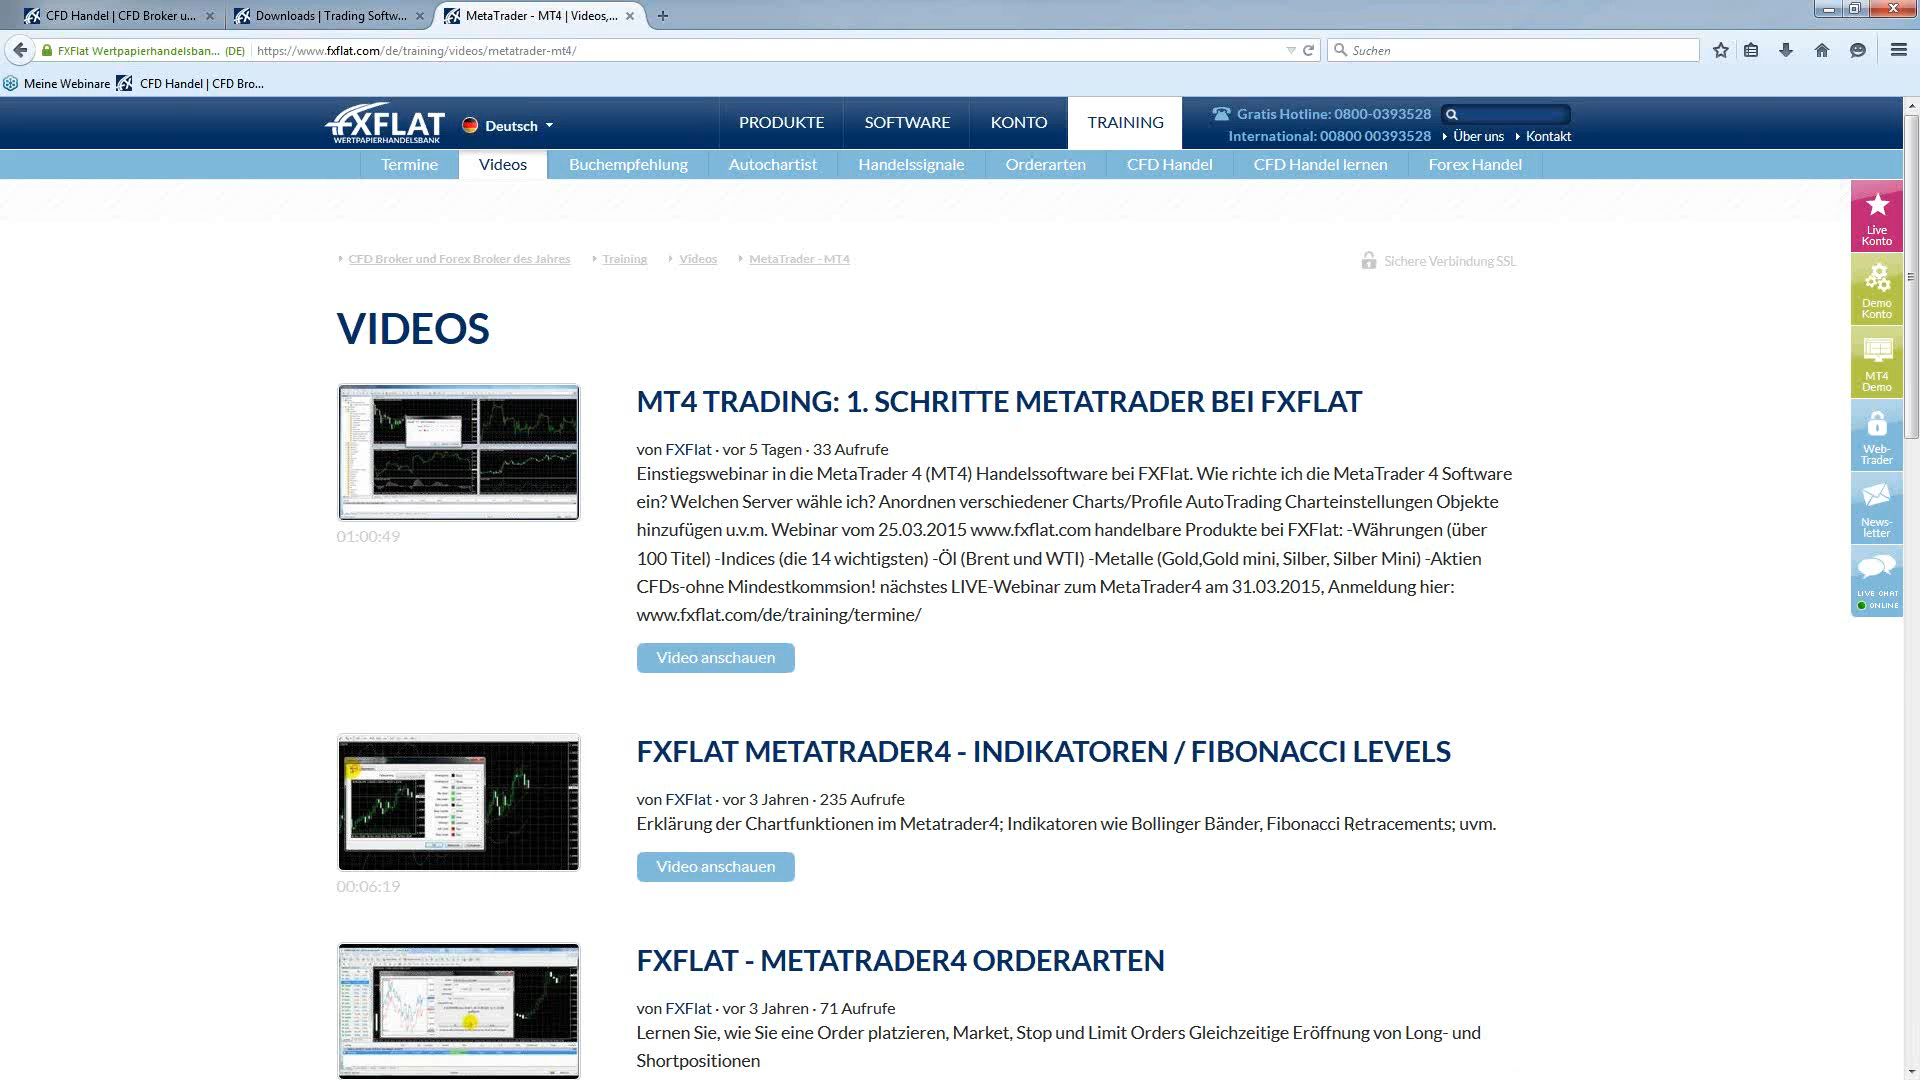 CFD Handel | CFD Broker u...
Downloads | Trading Softw...
MetaTrader - MT4 | Videos,...
FXFlat Wertpapierhandelsban... (DE)
https://www.fxflat.com/de/training/videos/metatrader-mt4/
Suchen
Meine Webinare
CFD Handel | CFD Bro...
FXFLAT
WERTPAPIERHANDELSBANK
Deutsch
PRODUKTE
SOFTWARE
KONTO
TRAINING
Gratis Hotline: 0800-0393528
International: 00800 00393528
Über uns
Kontakt
Termine
Videos
Buchempfehlung
Autochartist
Handelssignale
Orderarten
CFD Handel
CFD Handel lernen
Forex Handel
CFD Broker und Forex Broker des Jahres
Training
Videos
MetaTrader - MT4
Sichere Verbindung SSL
VIDEOS
MT4 TRADING: 1. SCHRITTE METATRADER BEI FXFLAT
von FXFlat · vor 5 Tagen · 33 Aufrufe
Einstiegswebinar in die MetaTrader 4 (MT4) Handelssoftware bei FXFlat. Wie richte ich die MetaTrader 4 Software
ein? Welchen Server wähle ich? Anordnen verschiedener Charts/Profile AutoTrading Charteinstellungen Objekte
hinzufügen u.v.m. Webinar vom 25.03.2015 www.fxflat.com handelbare Produkte bei FXFlat: -Währungen (über
100 Titel) -Indices (die 14 wichtigsten) -Öl (Brent und WTI) -Metalle (Gold,Gold mini, Silber, Silber Mini) -Aktien
CFDs-ohne Mindestkommsion! nächstes LIVE-Webinar zum MetaTrader4 am 31.03.2015, Anmeldung hier:
www.fxflat.com/de/training/termine/
01:00:49
Video anschauen
FXFLAT METATRADER4 - INDIKATOREN / FIBONACCI LEVELS
von FXFlat · vor 3 Jahren · 235 Aufrufe
Erklärung der Chartfunktionen im Metatrader4; Indikatoren wie Bollinger Bänder, Fibonacci Retracements; uvm.
Video anschauen
00:06:19
FXFLAT - METATRADER4 ORDERARTEN
von FXFlat · vor 3 Jahren · 71 Aufrufe
Lernen Sie, wie Sie eine Order platzieren, Market, Stop und Limit Orders Gleichzeitige Eröffnung von Long- und
Shortpositionen
Live
Konto
Demo
Konto
MT4
Demo
Web-
Trader
News-
letter
LIVE CHAT
ONLINE